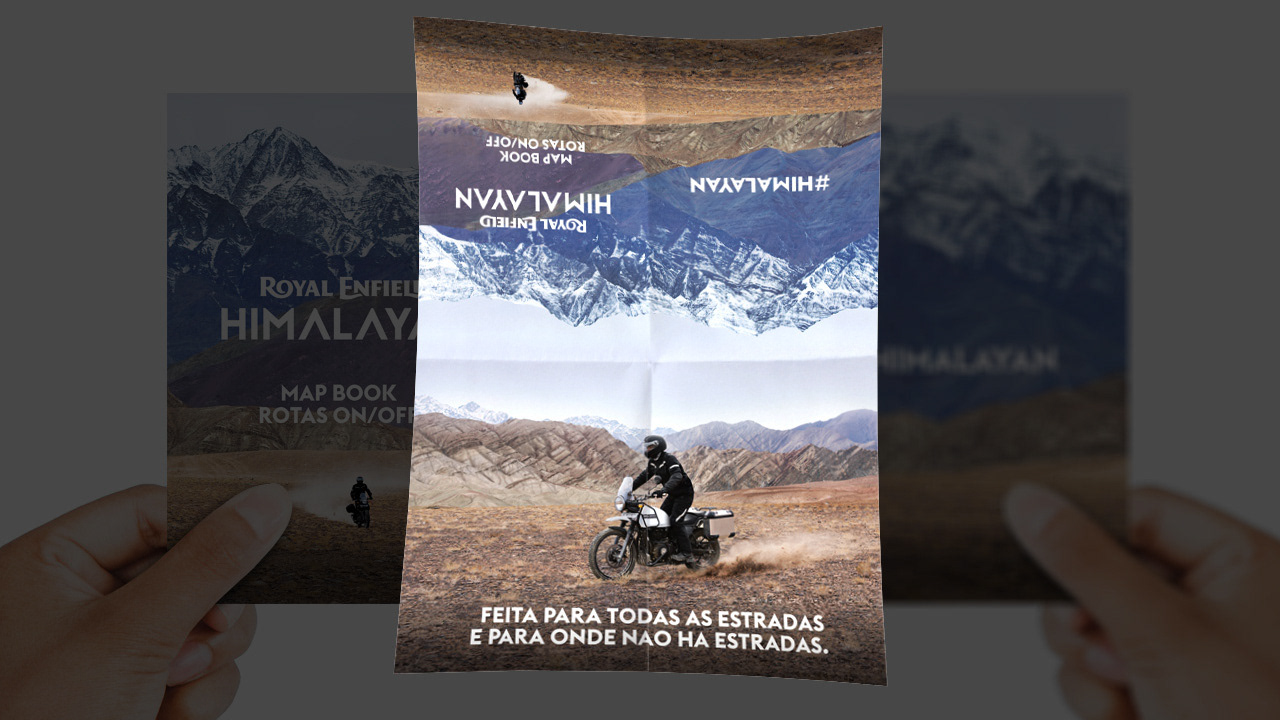 MAP BOOK
ROTAS ON/OFF
HIMALAYAN
ROYAL ENFIELD
#HIMALAYAN
ROYAL ENFIEL
HIMALAYA
MAP BOOK
ROTAS ON/OFF
HIMALAYAN
FEITA PARA TODAS AS ESTRADAS
E PARA ONDE NAO HA ESTRADAS.